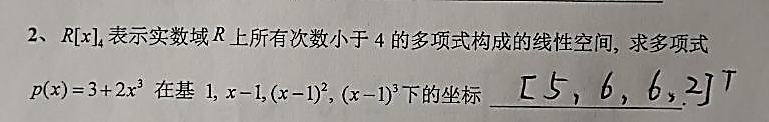 2、R[x]₄ 表示实数域 R 上所有次数小于 4 的多项式构成的线性空间, 求多项式
p(x)=3+2x³ 在基 1, x−1, (x−1)², (x−1)³ 下的坐标 [5, 6, 6, 2]ᵀ